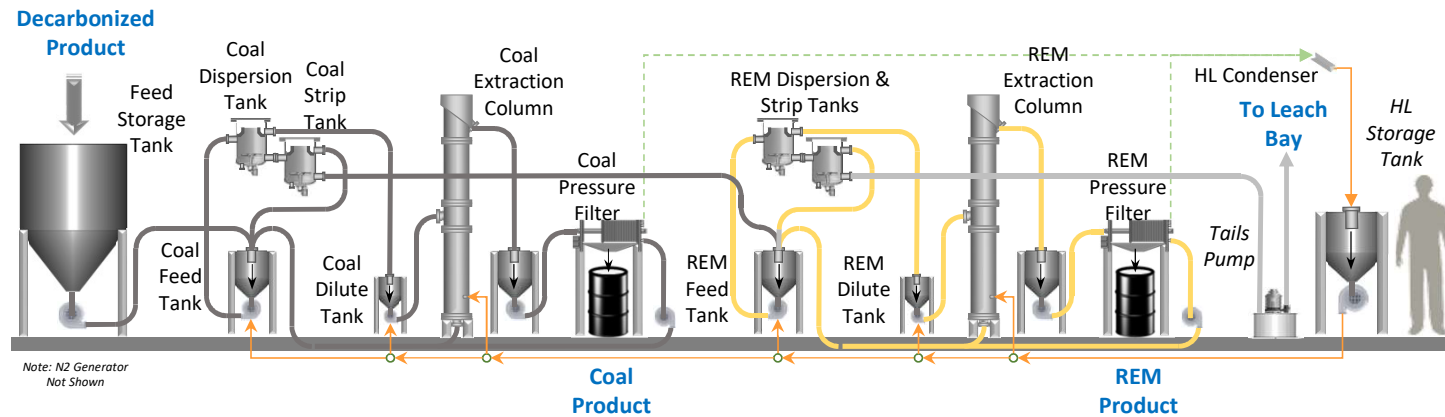 Decarbonized
Product
Feed
Storage
Tank
Coal
Dispersion
Tank
Coal
Strip
Tank
Coal
Extraction
Column
REM Dispersion &
Strip Tanks
REM
Extraction
Column
HL Condenser
To Leach
Bay
HL
Storage
Tank
Coal
Pressure
Filter
REM
Pressure
Filter
Coal
Feed
Tank
Coal
Dilute
Tank
REM
Feed
Tank
REM
Dilute
Tank
Tails
Pump
Note: N2 Generator
Not Shown
Coal
Product
REM
Product